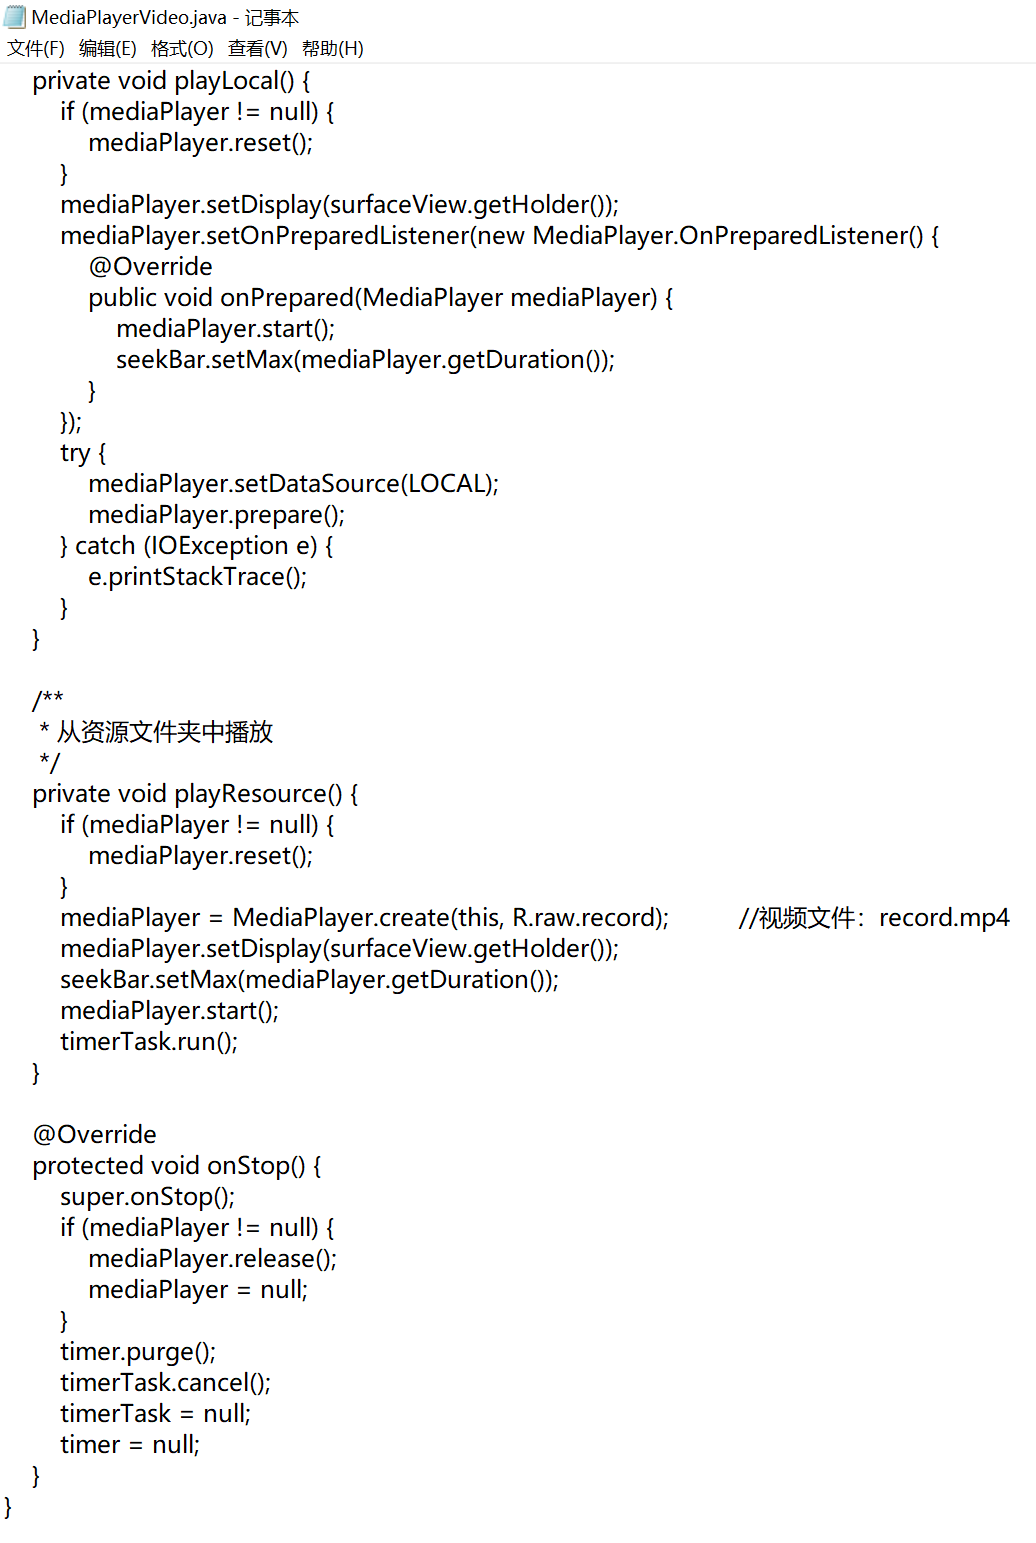 MediaPlayerVideo.java - 记事本
文件(F) 编辑(E) 格式(O) 查看(V) 帮助(H)
    private void playLocal() {
        if (mediaPlayer != null) {
            mediaPlayer.reset();
        }
        mediaPlayer.setDisplay(surfaceView.getHolder());
        mediaPlayer.setOnPreparedListener(new MediaPlayer.OnPreparedListener() {
            @Override
            public void onPrepared(MediaPlayer mediaPlayer) {
                mediaPlayer.start();
                seekBar.setMax(mediaPlayer.getDuration());
            }
        });
        try {
            mediaPlayer.setDataSource(LOCAL);
            mediaPlayer.prepare();
        } catch (IOException e) {
            e.printStackTrace();
        }
    }

    /**
     * 从资源文件夹中播放
     */
    private void playResource() {
        if (mediaPlayer != null) {
            mediaPlayer.reset();
        }
        mediaPlayer = MediaPlayer.create(this, R.raw.record);          //视频文件：record.mp4
        mediaPlayer.setDisplay(surfaceView.getHolder());
        seekBar.setMax(mediaPlayer.getDuration());
        mediaPlayer.start();
        timerTask.run();
    }

    @Override
    protected void onStop() {
        super.onStop();
        if (mediaPlayer != null) {
            mediaPlayer.release();
            mediaPlayer = null;
        }
        timer.purge();
        timerTask.cancel();
        timerTask = null;
        timer = null;
    }
}